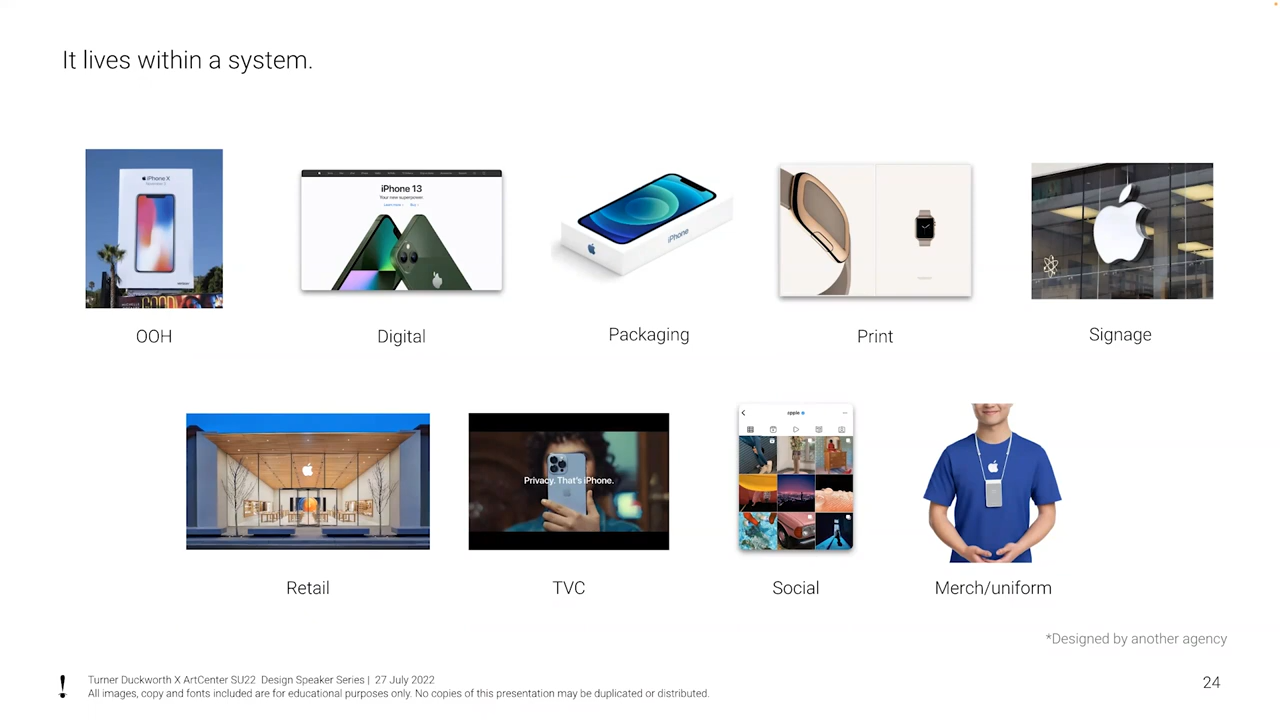 It lives within a system.
iPhone X
iPhone 13
Your new superpower.
Learn more > Buy >
iPhone
OOH
Digital
Packaging
Print
Signage
Privacy. That's iPhone.
apple
Retail
TVC
Social
Merch/uniform
*Designed by another agency
Turner Duckworth X ArtCenter SU22 Design Speaker Series | 27 July 2022
All images, copy and fonts included are for educational purposes only. No copies of this presentation may be duplicated or distributed.
24